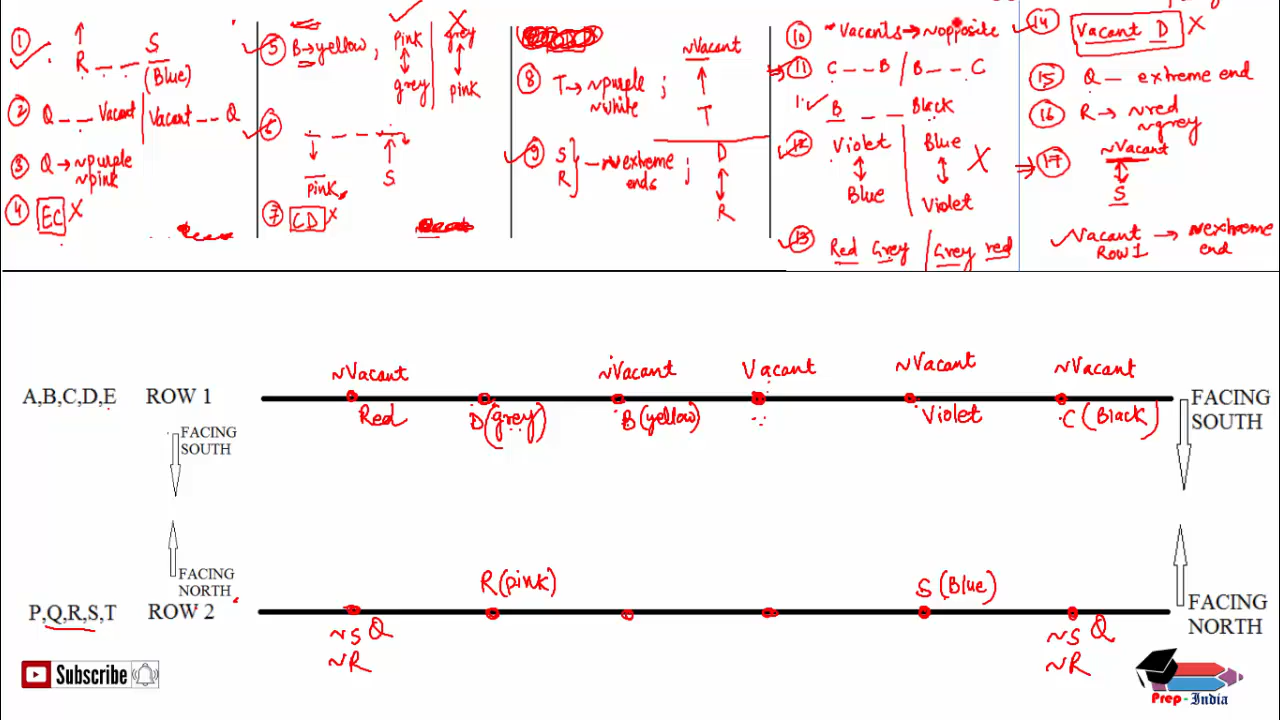 ① R _ _ S
(Blue)
② Q _ _ Vacant | Vacant _ _ Q
③ Q → ~purple
~pink
④ EC X
⑤ B → yellow, pink | grey X
grey | pink
⑥ _ _ _ _
pink S
⑦ CD X
⑧ T → ~purple ; ~Vacant
~white T
⑨ S R } — ~extreme ends ; D
R
⑩ ~Vacants → ~opposite
⑪ C _ _ B / B _ _ C
1. B _ _ Black
⑫ Violet | Blue X
Blue | Violet
⑬ Red Grey / Grey red
⑭ Vacant D X
⑮ Q — extreme end
⑯ R → ~red
~grey
⑰ ~Vacant
S
Vacant Row 1 → ~extreme end
~Vacant ~Vacant Vacant ~Vacant ~Vacant
A,B,C,D,E ROW 1 FACING SOUTH
Red D(grey) B(yellow) Violet C(Black)
FACING
SOUTH
FACING
NORTH
R(pink) S(Blue)
P,Q,R,S,T ROW 2 FACING NORTH
~S Q ~S Q
~R ~R
Subscribe
Prep-India